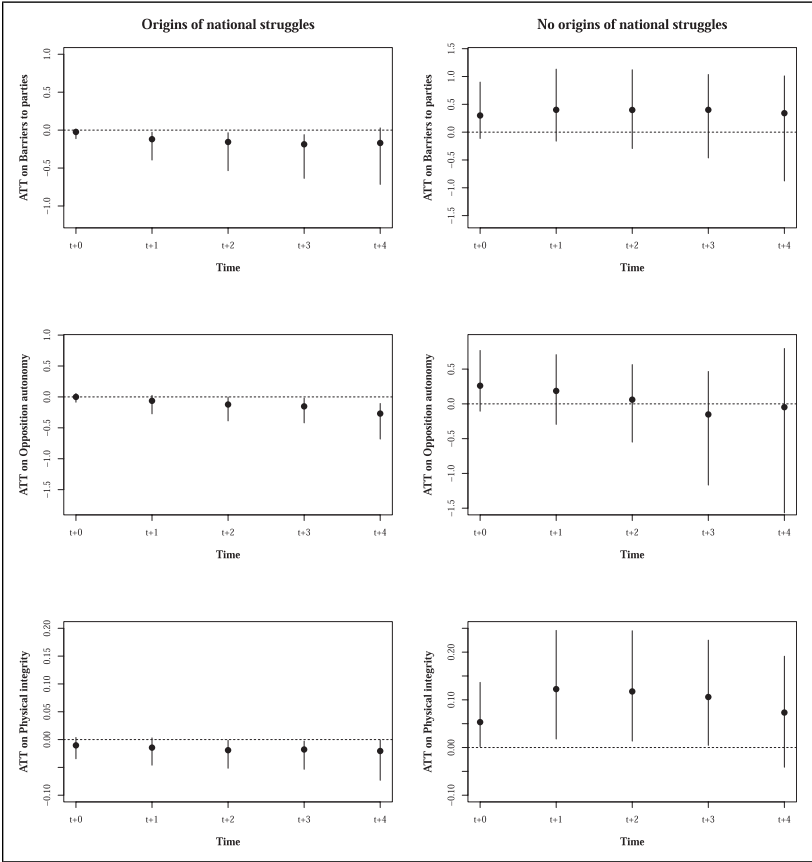 Origins of national struggles
No origins of national struggles
ATT on Barriers to parties
1.0
0.5
0.0
−0.5
−1.0
t+0 t+1 t+2 t+3 t+4
Time
ATT on Barriers to parties
1.5
1.0
0.5
0.0
−0.5
−1.0
−1.5
t+0 t+1 t+2 t+3 t+4
Time
ATT on Opposition autonomy
1.0
0.5
0.0
−0.5
−1.0
−1.5
t+0 t+1 t+2 t+3 t+4
Time
ATT on Opposition autonomy
0.5
0.0
−0.5
−1.0
−1.5
t+0 t+1 t+2 t+3 t+4
Time
ATT on Physical integrity
0.20
0.15
0.10
0.05
0.00
−0.10
t+0 t+1 t+2 t+3 t+4
Time
ATT on Physical integrity
0.20
0.10
0.00
−0.10
t+0 t+1 t+2 t+3 t+4
Time